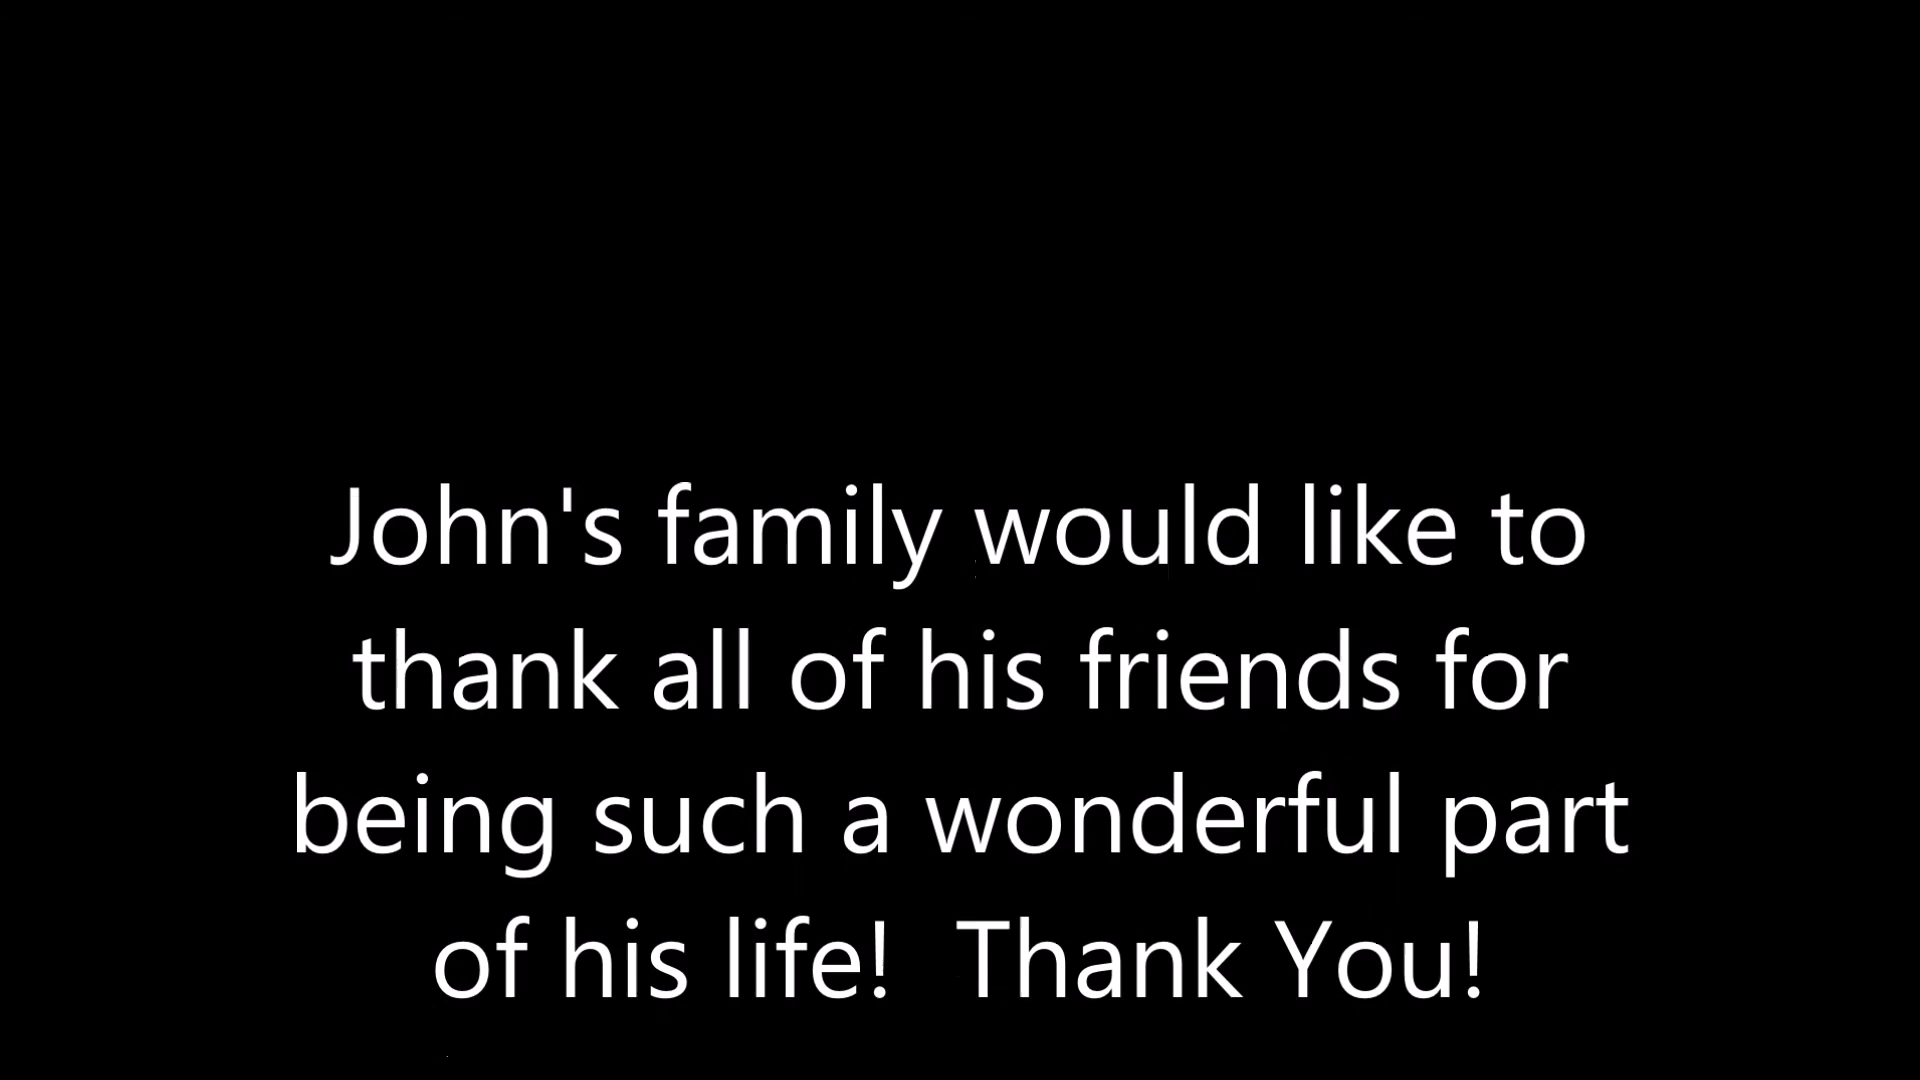 John's family would like to
thank all of his friends for
being such a wonderful part
of his life!  Thank You!